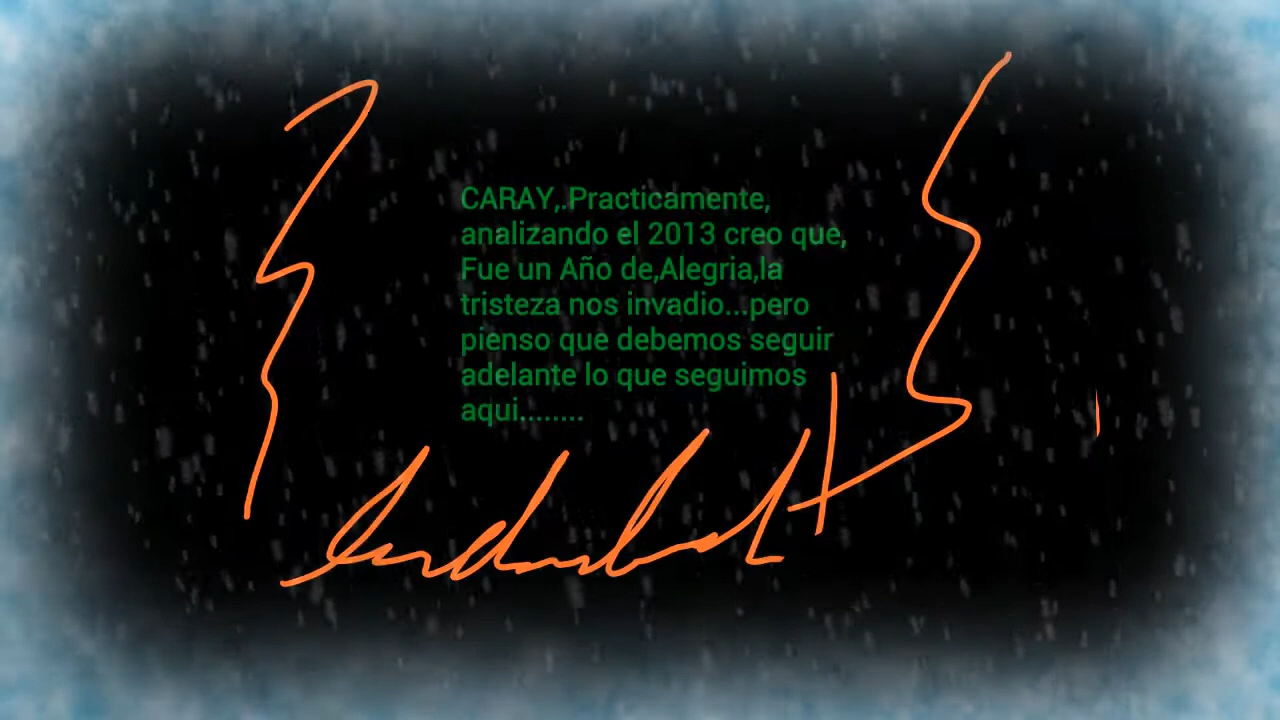 CARAY,.Practicamente,
analizando el 2013 creo que,
Fue un Año de,Alegria,la
tristeza nos invadio...pero
pienso que debemos seguir
adelante lo que seguimos
aqui........